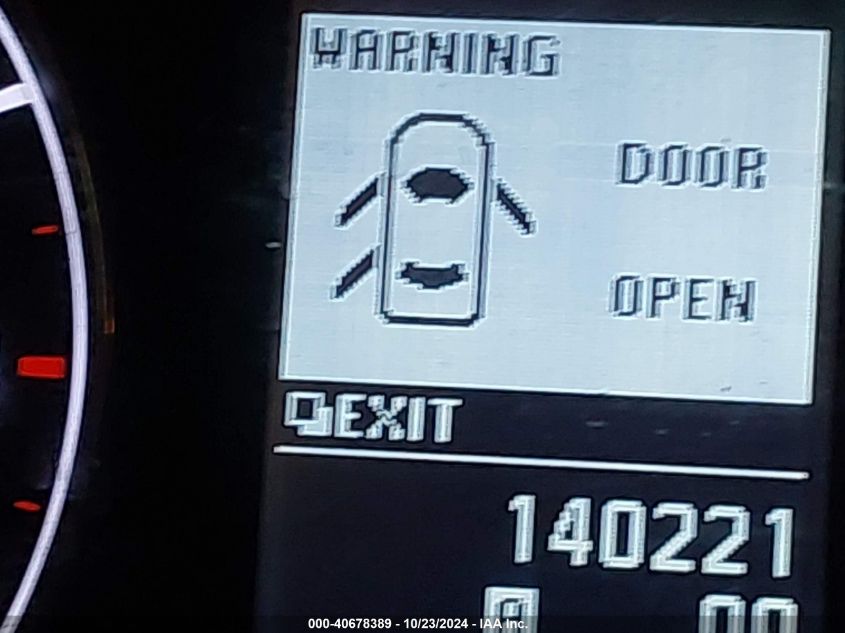 WARNING
DOOR
OPEN
EXIT
140221
000-40678389 - 10/23/2024 - IAA Inc.